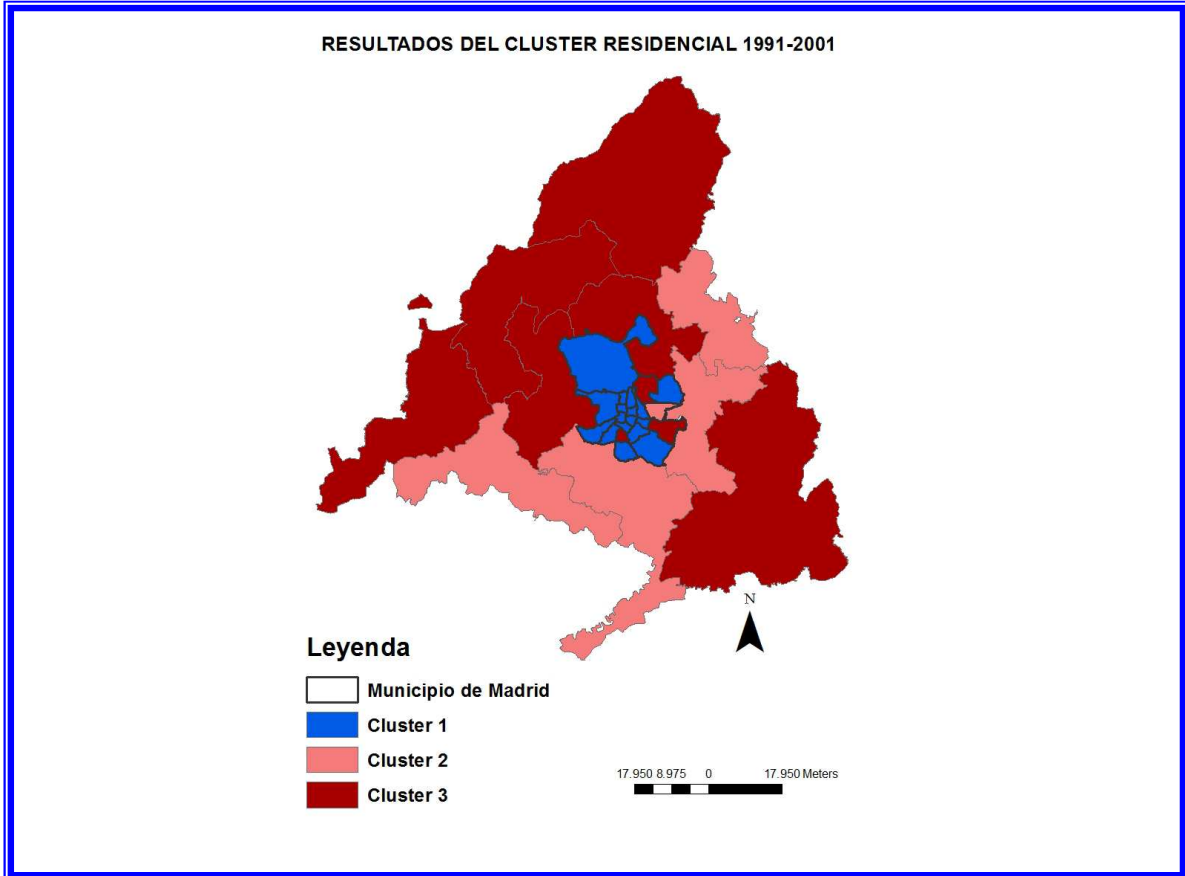 RESULTADOS DEL CLUSTER RESIDENCIAL 1991-2001
N
Leyenda
Municipio de Madrid
Cluster 1
Cluster 2
Cluster 3
17.950 8.975 0 17.950 Meters